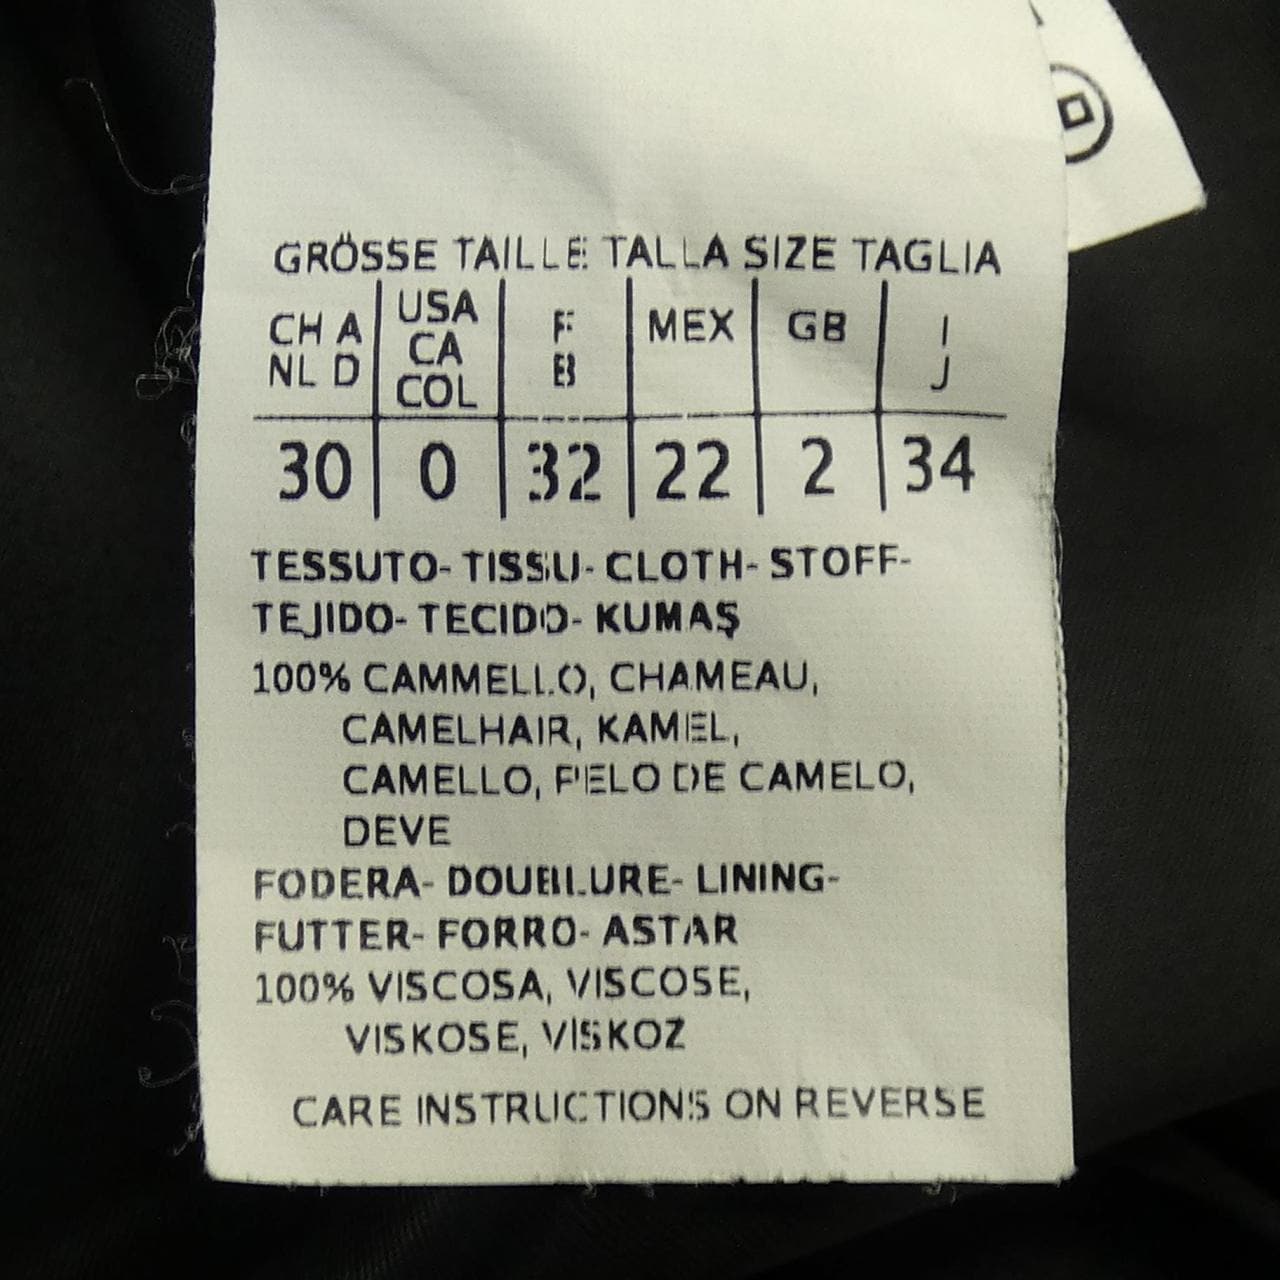 GRÖSSE TAILLE TALLA SIZE TAGLIA
CH A NL D | USA CA COL | F B | MEX | GB | I J
30 | 0 | 32 | 22 | 2 | 34
TESSUTO- TISSU- CLOTH- STOFF-
TEJIDO- TECIDO- KUMAŞ
100% CAMMELLO, CHAMEAU,
CAMELHAIR, KAMEL,
CAMELLO, PELO DE CAMELO,
DEVE
FODERA- DOUBLURE- LINING-
FUTTER- FORRO- ASTAR
100% VISCOSA, VISCOSE,
VISKOSE, VİSKOZ
CARE INSTRUCTIONS ON REVERSE